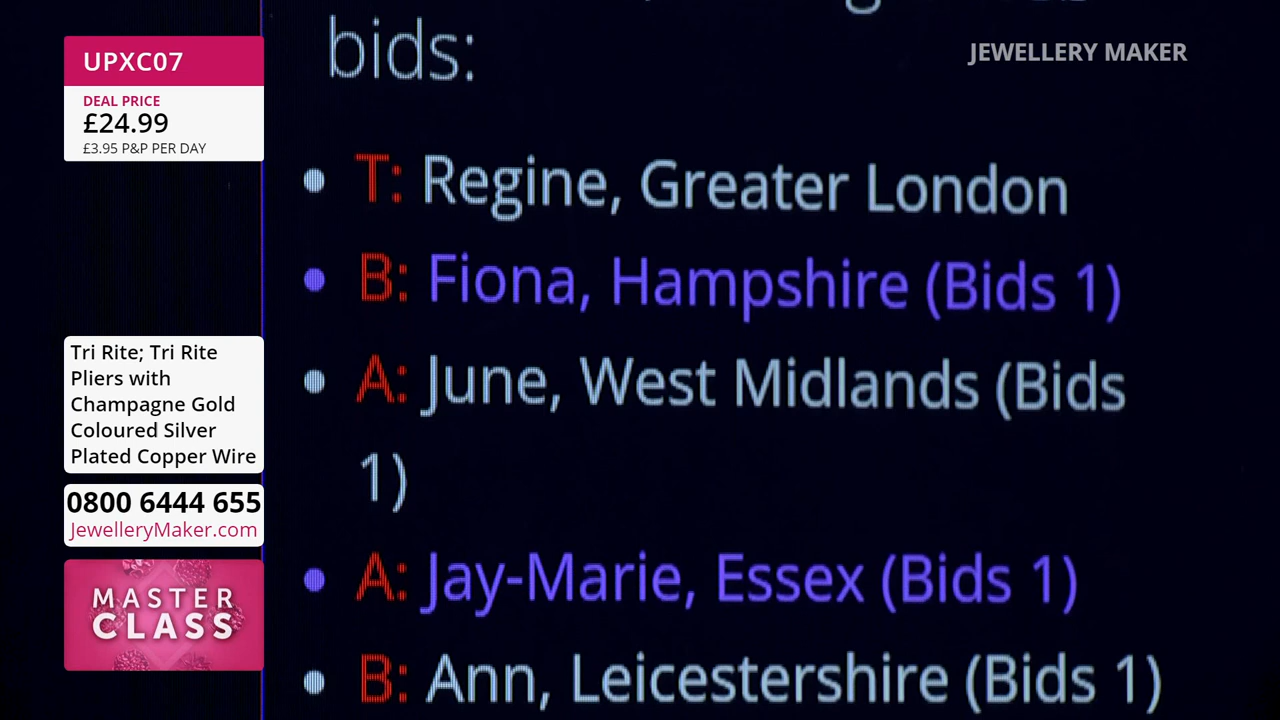 UPXC07
DEAL PRICE
£24.99
£3.95 P&P PER DAY
Tri Rite; Tri Rite
Pliers with
Champagne Gold
Coloured Silver
Plated Copper Wire
0800 6444 655
JewelleryMaker.com
MASTER
CLASS
JEWELLERY MAKER
bids:
• T: Regine, Greater London
• B: Fiona, Hampshire (Bids 1)
• A: June, West Midlands (Bids
1)
• A: Jay-Marie, Essex (Bids 1)
• B: Ann, Leicestershire (Bids 1)